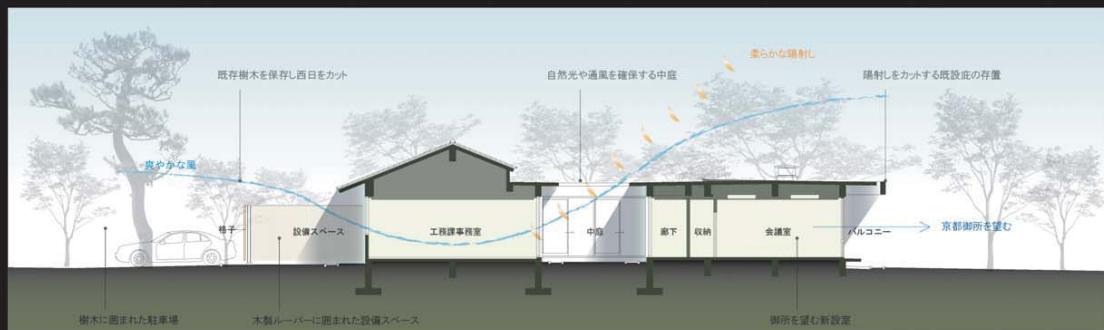 柔らかな陽射し
既存樹木を保存し西日をカット
自然光や通風を確保する中庭
陽射しをカットする既設庇の存置
爽やかな風
格子
設備スペース
工務課事務室
中庭
廊下
収納
会議室
バルコニー
京都御所を望む
樹木に囲まれた駐車場
木製ルーバーに囲まれた設備スペース
御所を望む新設室